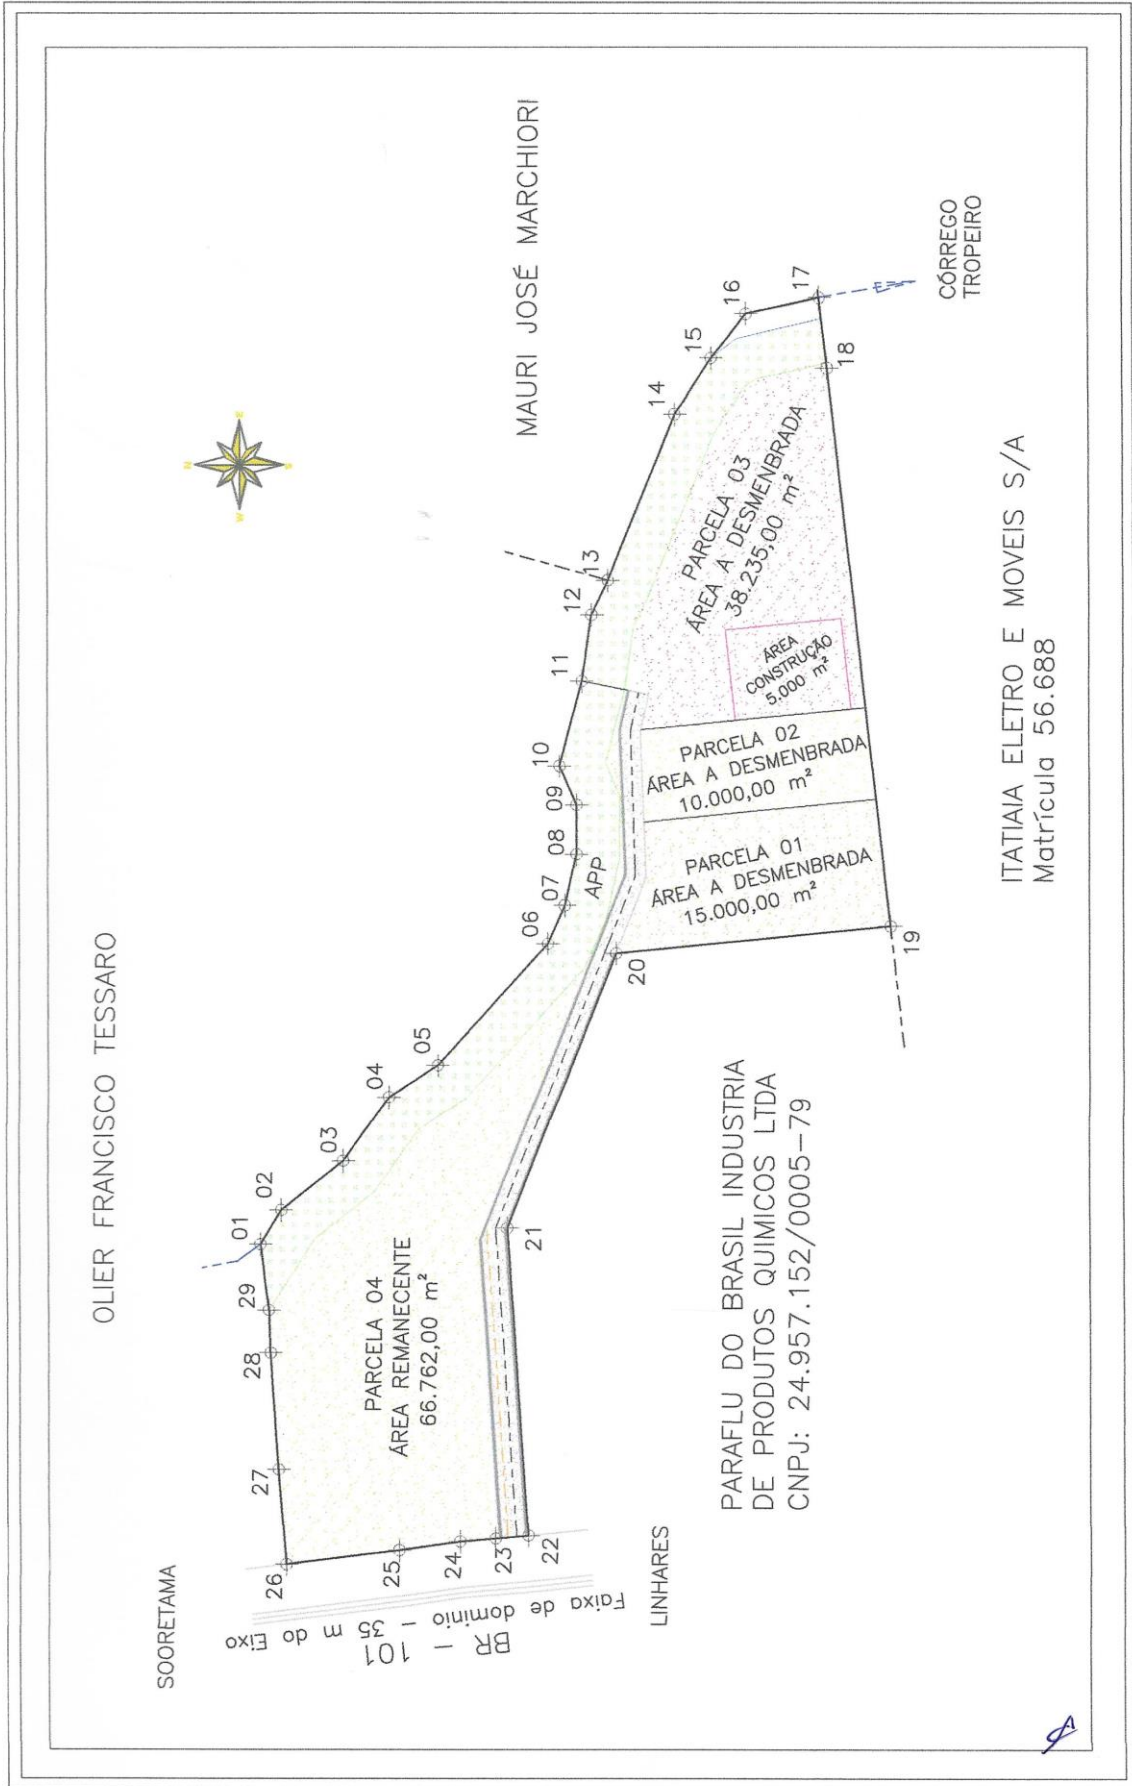 OLIER FRANCISCO TESSARO
MAURI JOSÉ MARCHIORI
N
E
S
W
SOORETAMA
BR - 101
Faixa de dominio - 35 m do Eixo
LINHARES
01
02
03
04
05
06
07
08
09
10
11
12
13
14
15
16
17
18
19
20
21
22
23
24
25
26
27
28
29
PARCELA 04
ÁREA REMANECENTE
66.762,00 m²
APP
PARCELA 01
ÁREA A DESMENBRADA
15.000,00 m²
PARCELA 02
ÁREA A DESMENBRADA
10.000,00 m²
PARCELA 03
ÁREA A DESMENBRADA
38.235,00 m²
ÁREA
CONSTRUÇÃO
5.000 m²
CÓRREGO
TROPEIRO
PARAFLU DO BRASIL INDUSTRIA
DE PRODUTOS QUIMICOS LTDA
CNPJ: 24.957.152/0005-79
ITATIAIA ELETRO E MOVEIS S/A
Matrícula 56.688